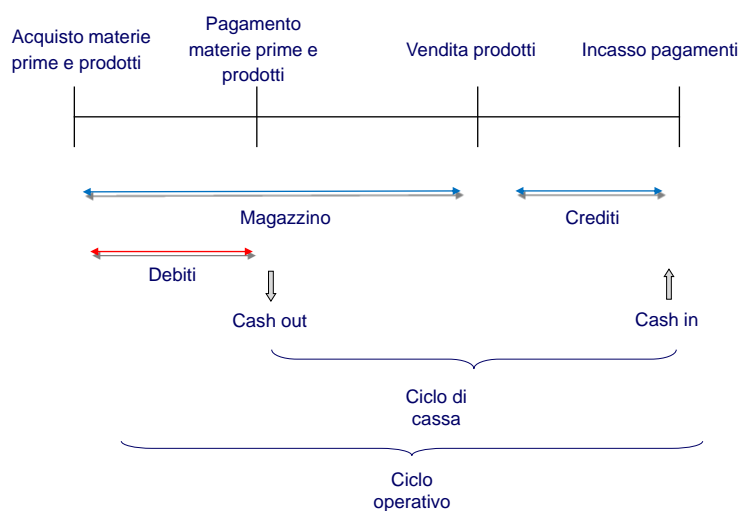 Acquisto materie
prime e prodotti
Pagamento
materie prime e
prodotti
Vendita prodotti
Incasso pagamenti
Magazzino
Crediti
Debiti
Cash out
Cash in
Ciclo di
cassa
Ciclo
operativo